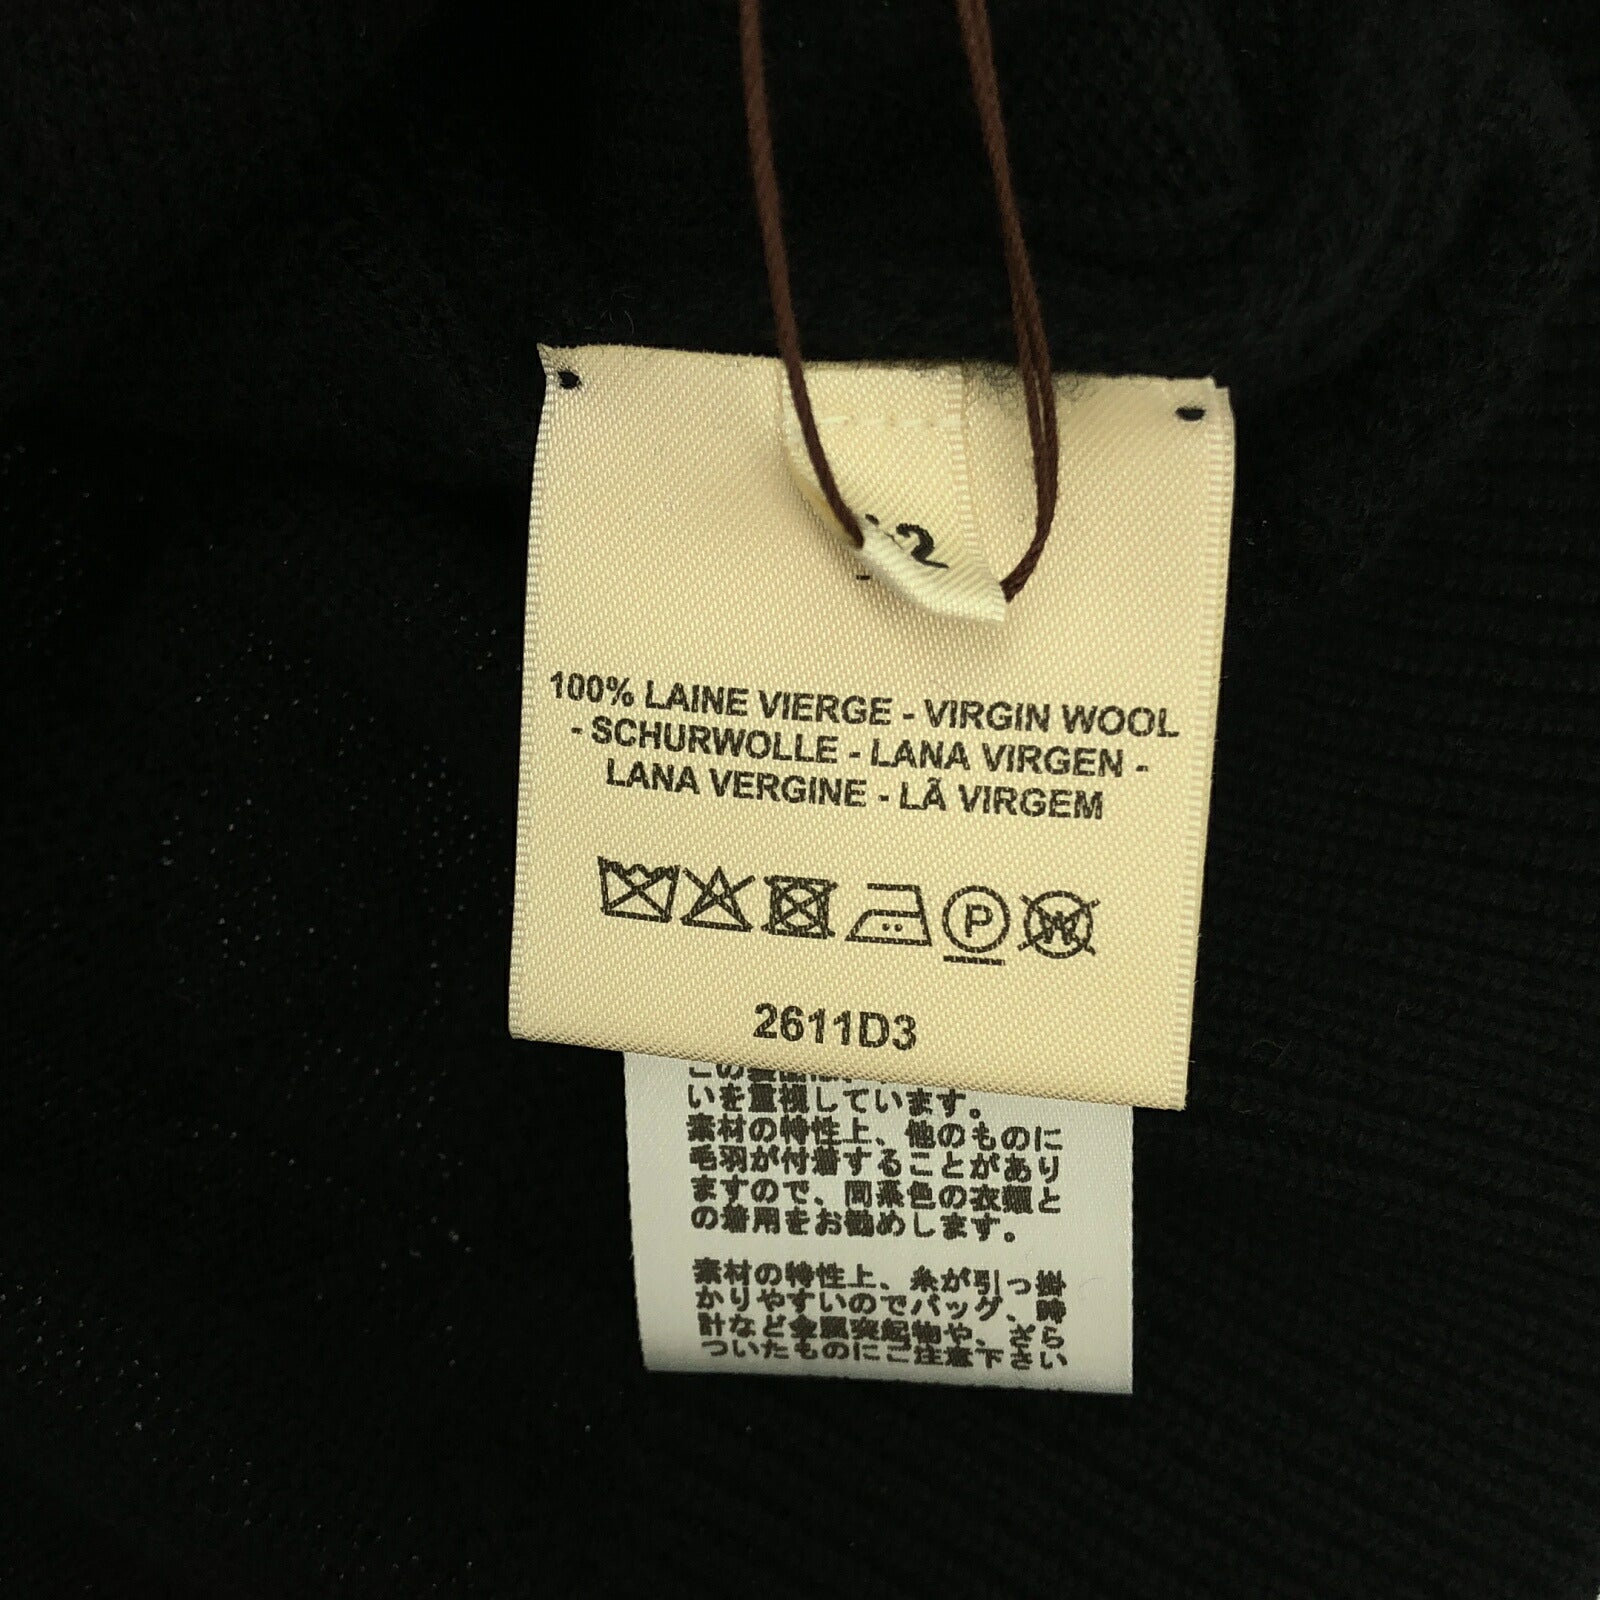 100% LAINE VIERGE - VIRGIN WOOL
- SCHURWOLLE - LANA VIRGEN -
LANA VERGINE - LÃ VIRGEM
P
W
2611D3
いを重視しています。
素材の特性上、他のものに
毛羽が付着することがあり
ますので、同系色の衣類と
の着用をお勧めします。
素材の特性上、糸が引っ掛
かりやすいのでバッグ、時
計など金属突起物や、ざら
ついたものにご注意下さい